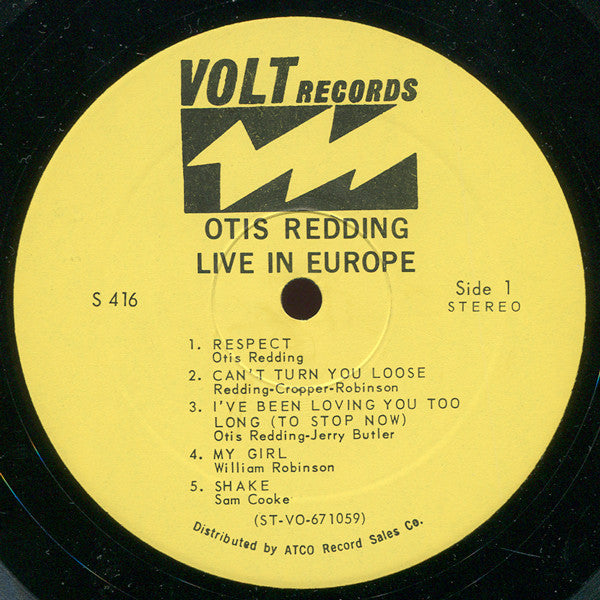 VOLT RECORDS
OTIS REDDING
LIVE IN EUROPE
S 416
Side 1
STEREO
1. RESPECT
Otis Redding
2. CAN'T TURN YOU LOOSE
Redding-Cropper-Robinson
3. I'VE BEEN LOVING YOU TOO
LONG (TO STOP NOW)
Otis Redding-Jerry Butler
4. MY GIRL
William Robinson
5. SHAKE
Sam Cooke
(ST-VO-671059)
Distributed by ATCO Record Sales Co.